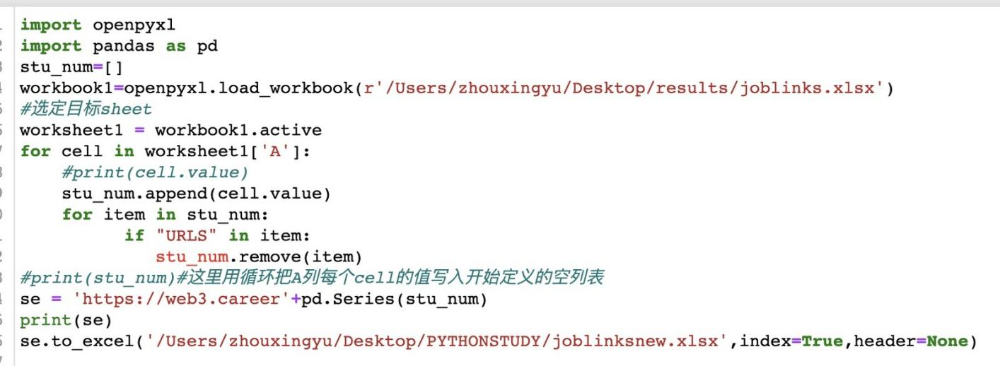 import openpyxl
import pandas as pd
stu_num=[]
workbook1=openpyxl.load_workbook(r'/Users/zhouxingyu/Desktop/results/joblinks.xlsx')
#选定目标sheet
worksheet1 = workbook1.active
for cell in worksheet1['A']:
    #print(cell.value)
    stu_num.append(cell.value)
    for item in stu_num:
          if "URLS" in item:
             stu_num.remove(item)
#print(stu_num)#这里用循环把A列每个cell的值写入开始定义的空列表
se = 'https://web3.career'+pd.Series(stu_num)
print(se)
se.to_excel('/Users/zhouxingyu/Desktop/PYTHONSTUDY/joblinksnew.xlsx',index=True,header=None)